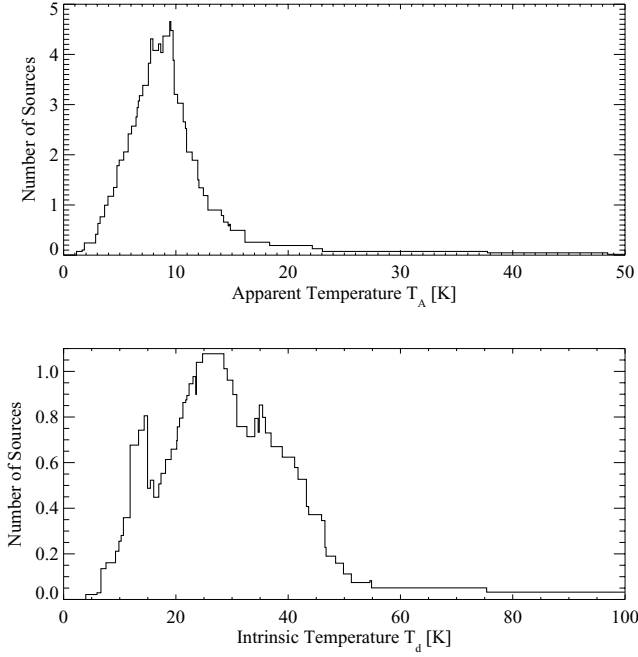 5
4
3
2
1
0
Number of Sources
0 10 20 30 40 50
Apparent Temperature T_A [K]
1.0
0.8
0.6
0.4
0.2
0.0
Number of Sources
0 20 40 60 80 100
Intrinsic Temperature T_d [K]